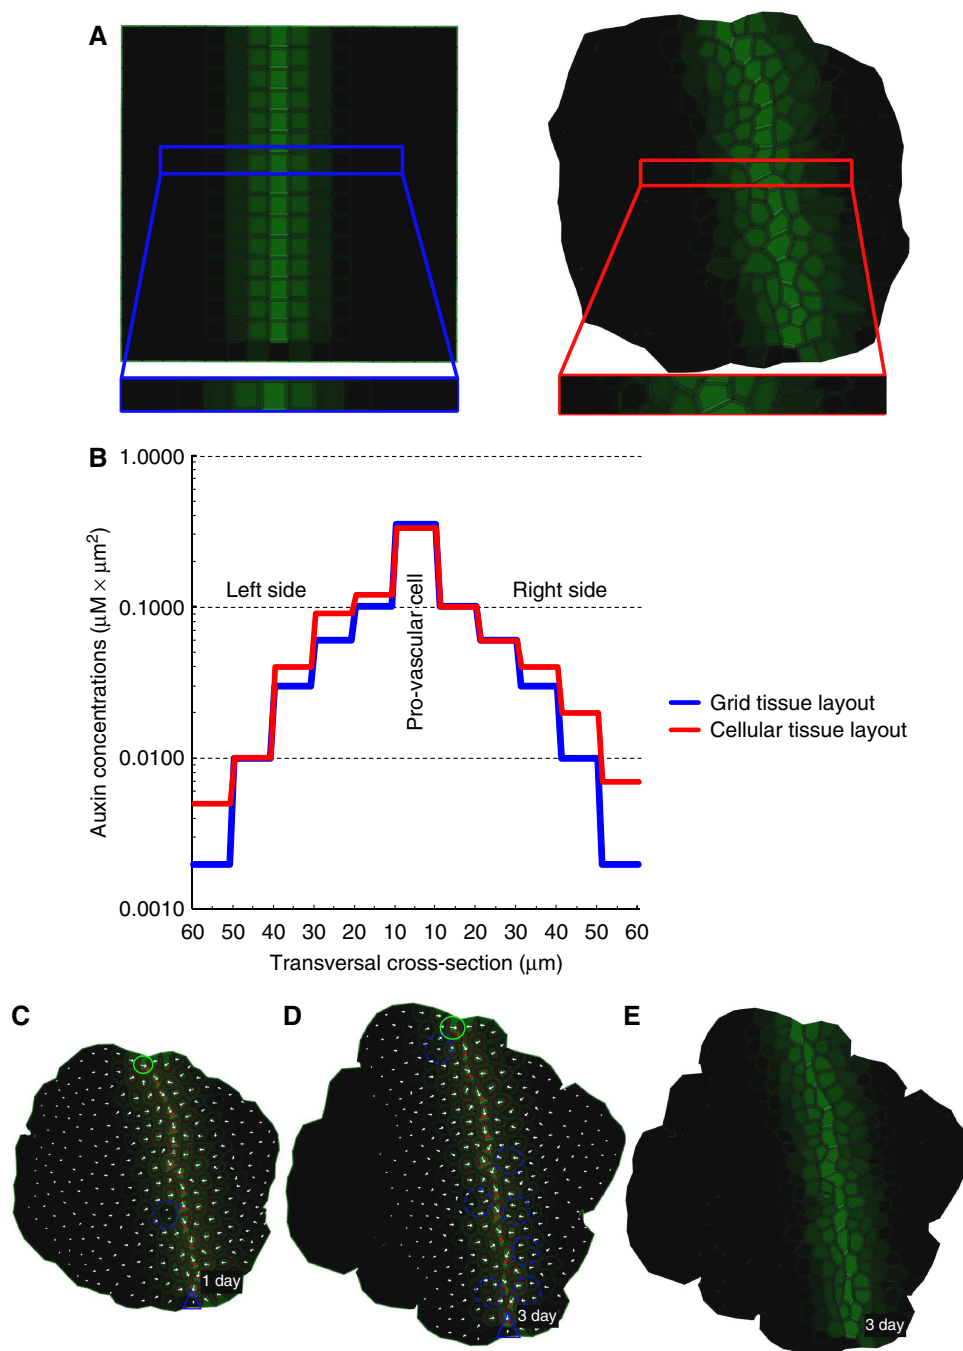 A
B
1.0000
0.1000
0.0100
0.0010
Auxin concentrations (μM × μm²)
Left side
Pro-vascular cell
Right side
Grid tissue layout
Cellular tissue layout
60 50 40 30 20 10 10 20 30 40 50 60
Transversal cross-section (μm)
C
1 day
D
3 day
E
3 day